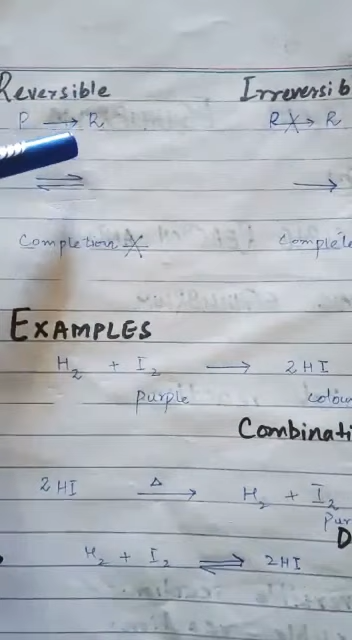 Reversible Irreversib
P → R R ↛ R
⇌ →
Completion X Complete
EXAMPLES
H₂ + I₂ → 2HI
purple colou
Combinati
2HI →^Δ H₂ + I₂
pur
D
H₂ + I₂ ⇌ 2HI